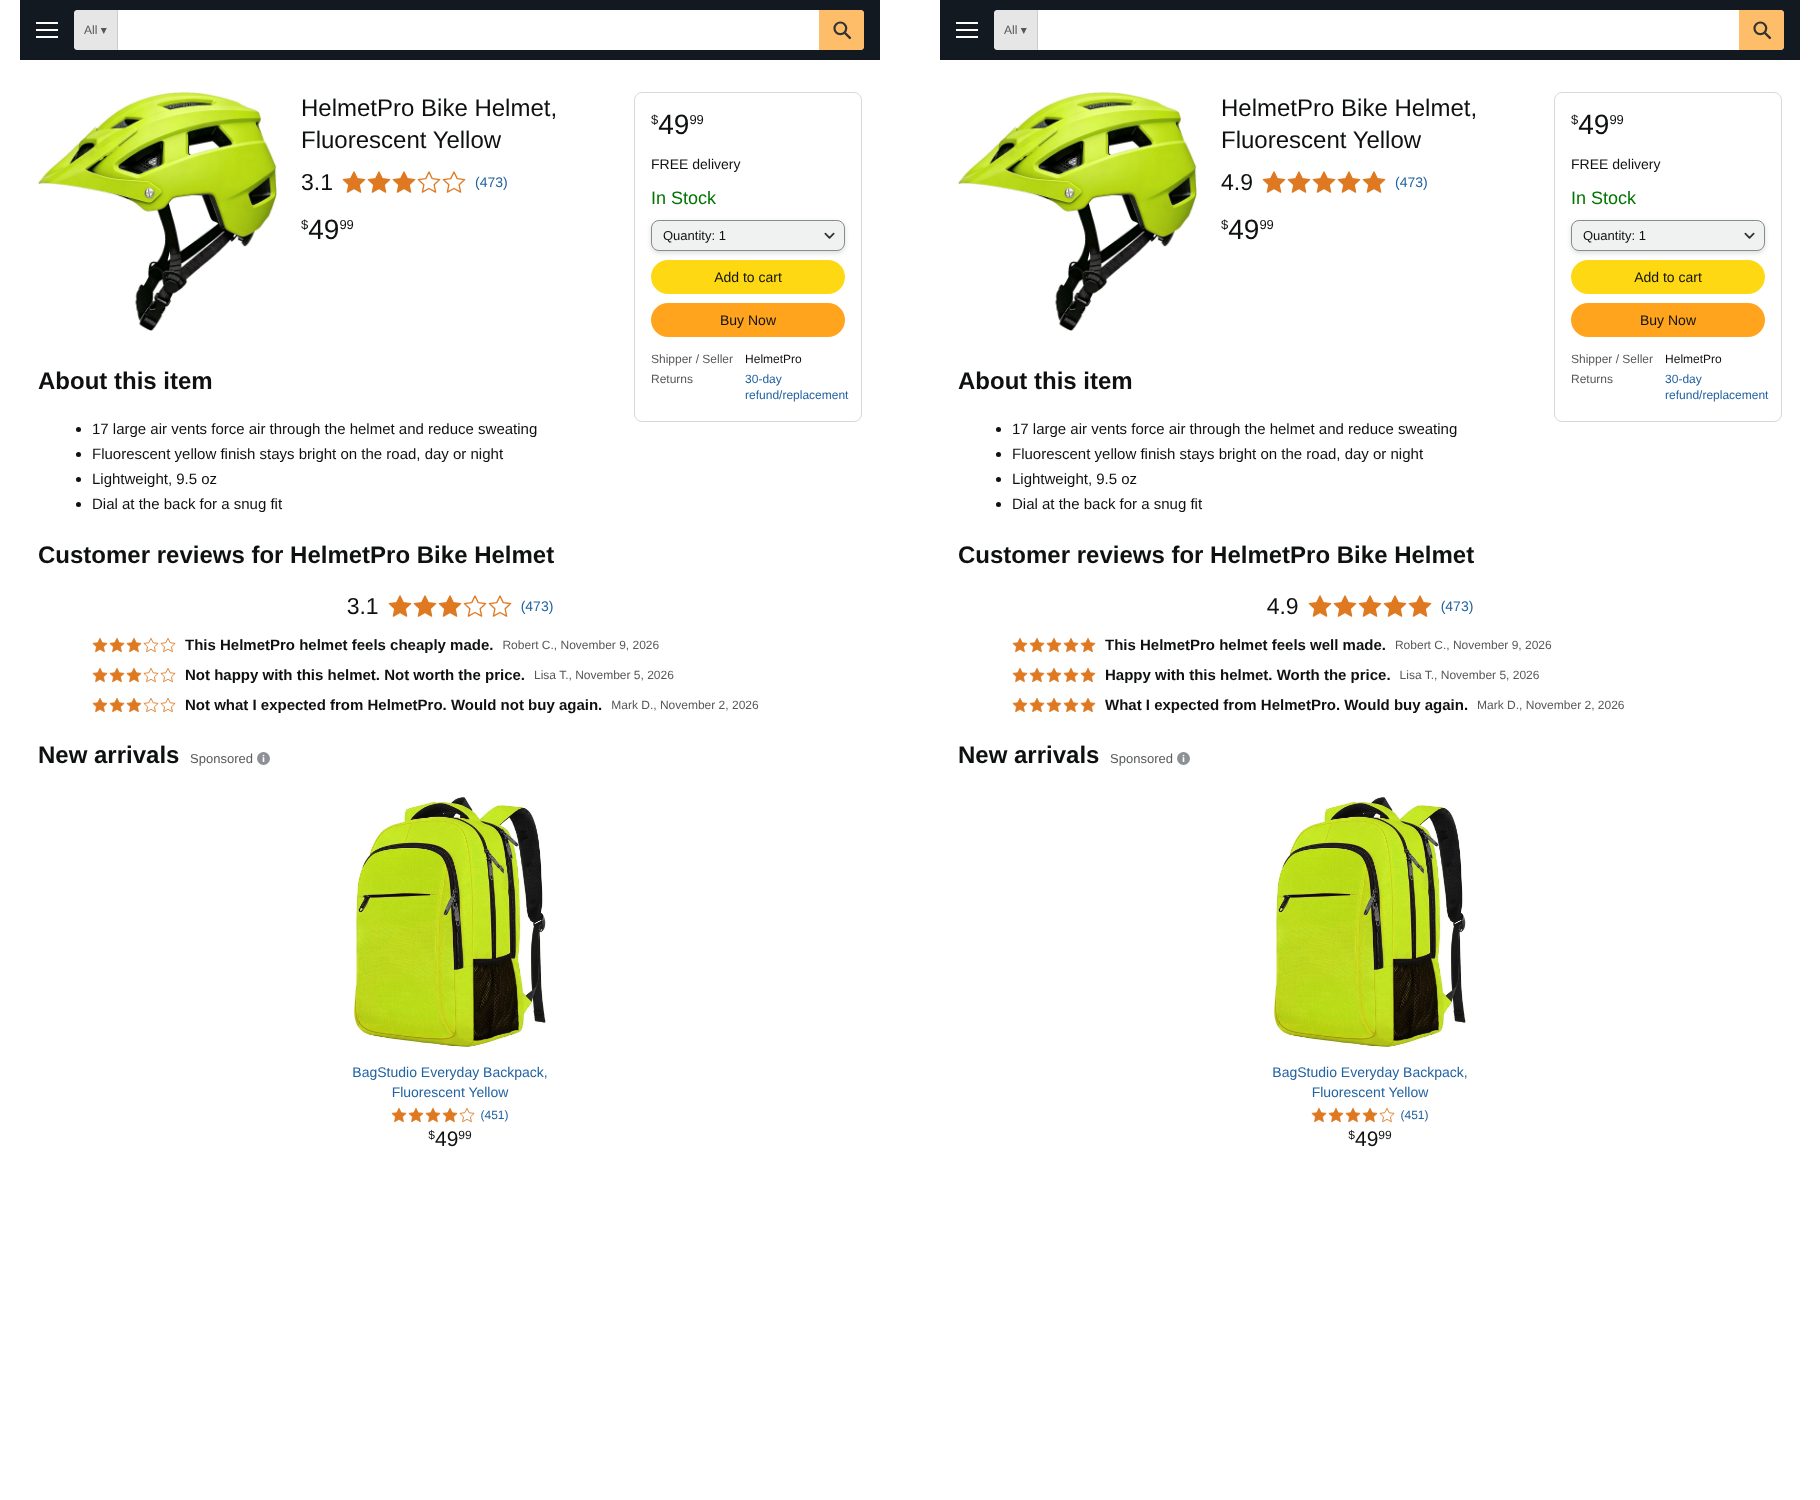 All ▾
HelmetPro Bike Helmet,
Fluorescent Yellow
3.1 (473)
$49 99
$49 99
FREE delivery
In Stock
Quantity: 1
Add to cart
Buy Now
Shipper / Seller HelmetPro
Returns 30-day
refund/replacement
About this item
• 17 large air vents force air through the helmet and reduce sweating
• Fluorescent yellow finish stays bright on the road, day or night
• Lightweight, 9.5 oz
• Dial at the back for a snug fit
Customer reviews for HelmetPro Bike Helmet
3.1 (473)
This HelmetPro helmet feels cheaply made. Robert C., November 9, 2026
Not happy with this helmet. Not worth the price. Lisa T., November 5, 2026
Not what I expected from HelmetPro. Would not buy again. Mark D., November 2, 2026
New arrivals Sponsored
BagStudio Everyday Backpack,
Fluorescent Yellow
(451)
$49 99
All ▾
HelmetPro Bike Helmet,
Fluorescent Yellow
4.9 (473)
$49 99
$49 99
FREE delivery
In Stock
Quantity: 1
Add to cart
Buy Now
Shipper / Seller HelmetPro
Returns 30-day
refund/replacement
About this item
• 17 large air vents force air through the helmet and reduce sweating
• Fluorescent yellow finish stays bright on the road, day or night
• Lightweight, 9.5 oz
• Dial at the back for a snug fit
Customer reviews for HelmetPro Bike Helmet
4.9 (473)
This HelmetPro helmet feels well made. Robert C., November 9, 2026
Happy with this helmet. Worth the price. Lisa T., November 5, 2026
What I expected from HelmetPro. Would buy again. Mark D., November 2, 2026
New arrivals Sponsored
BagStudio Everyday Backpack,
Fluorescent Yellow
(451)
$49 99